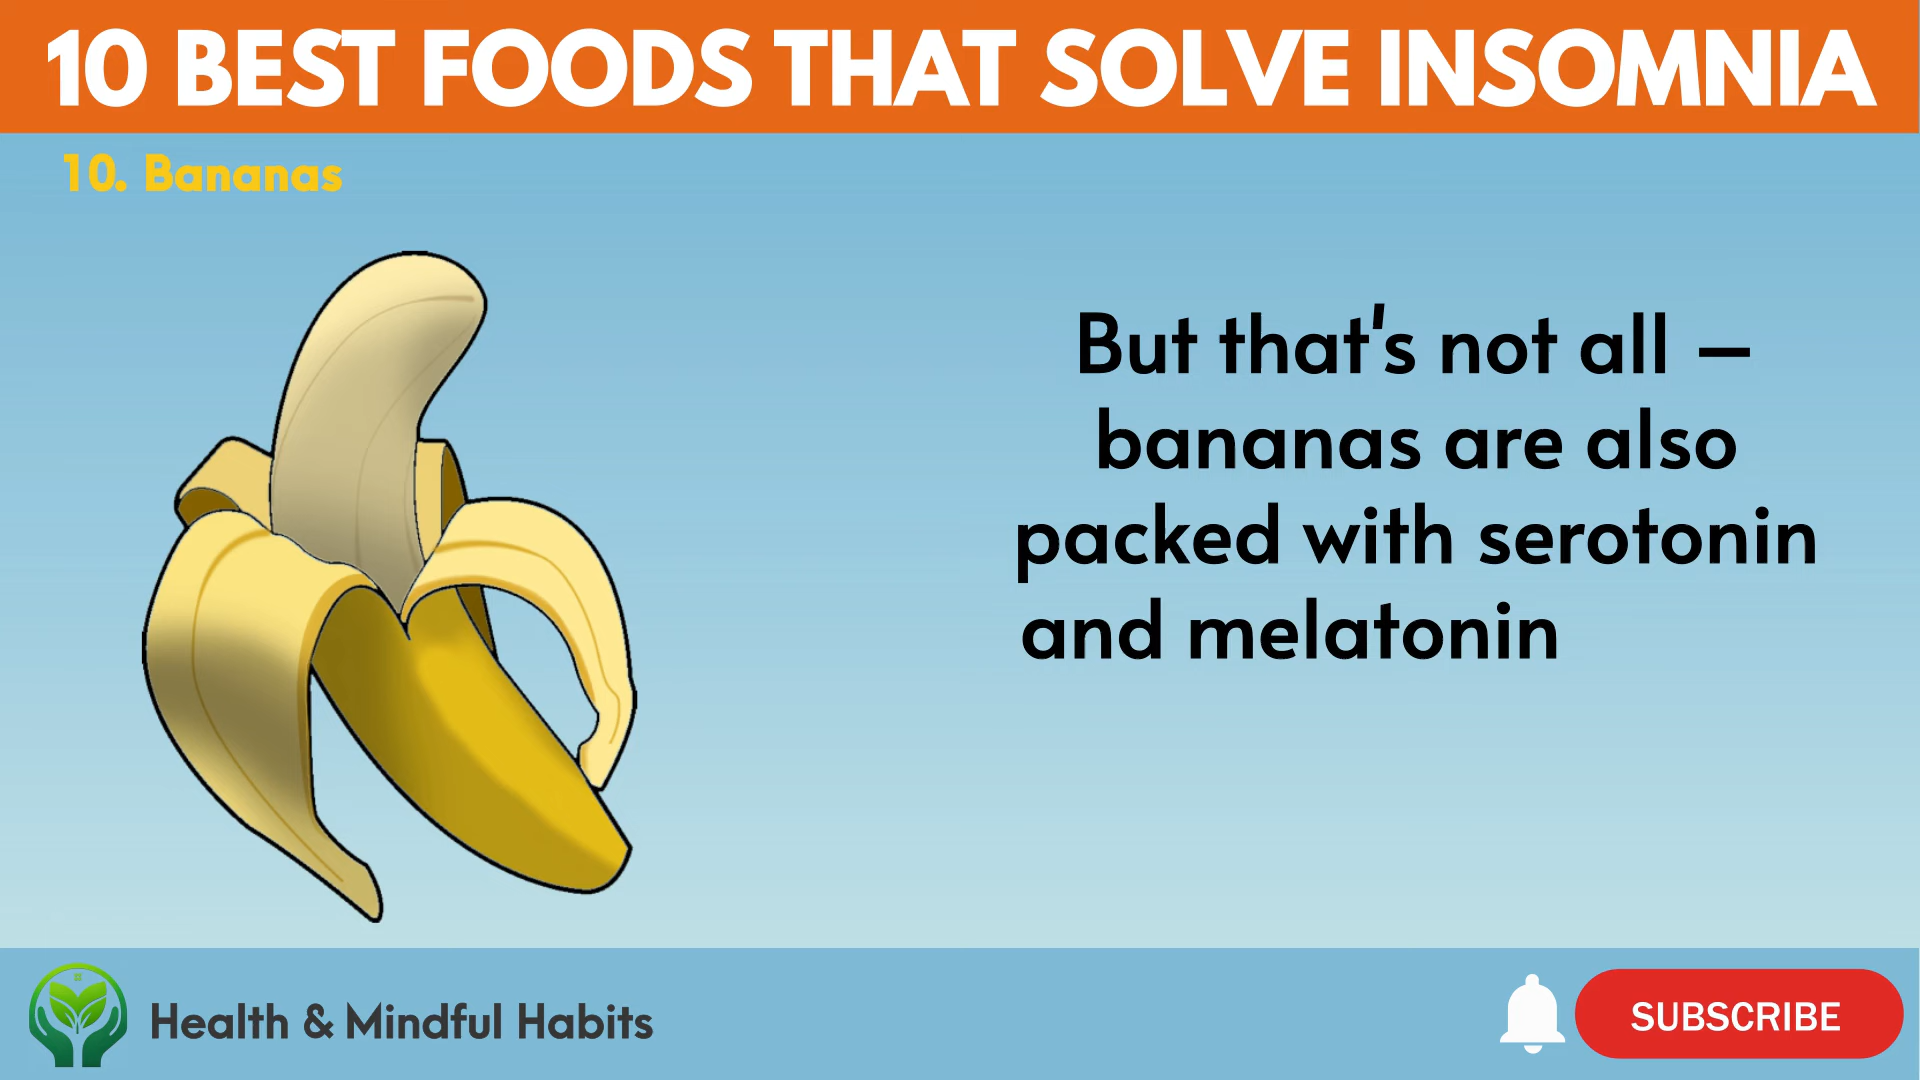 10 BEST FOODS THAT SOLVE INSOMNIA
10. Bananas
But that's not all –
bananas are also
packed with serotonin
and melatonin
Health & Mindful Habits
SUBSCRIBE